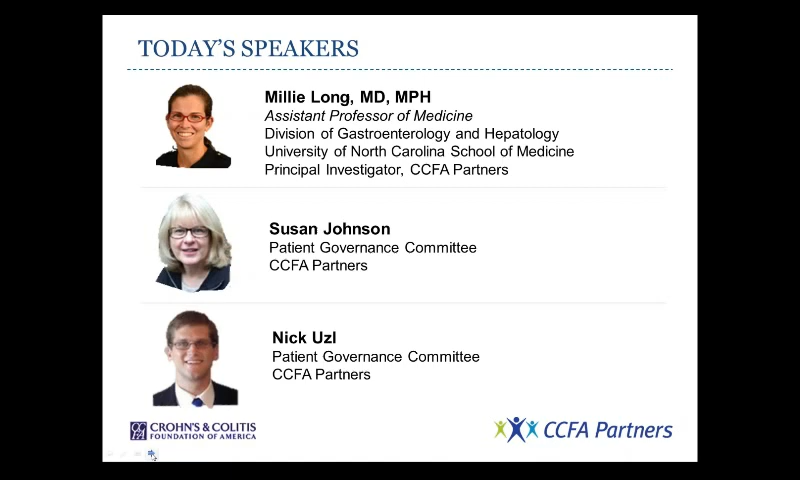 TODAY'S SPEAKERS
Millie Long, MD, MPH
Assistant Professor of Medicine
Division of Gastroenterology and Hepatology
University of North Carolina School of Medicine
Principal Investigator, CCFA Partners
Susan Johnson
Patient Governance Committee
CCFA Partners
Nick Uzl
Patient Governance Committee
CCFA Partners
CROHN'S & COLITIS
FOUNDATION OF AMERICA
CCFA Partners